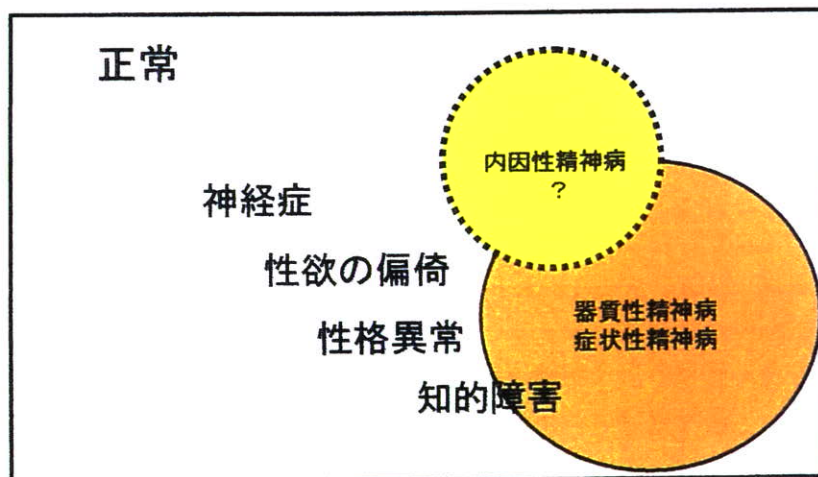 正常
内因性精神病
?
神経症
性欲の偏倚
器質性精神病
症状性精神病
性格異常
知的障害